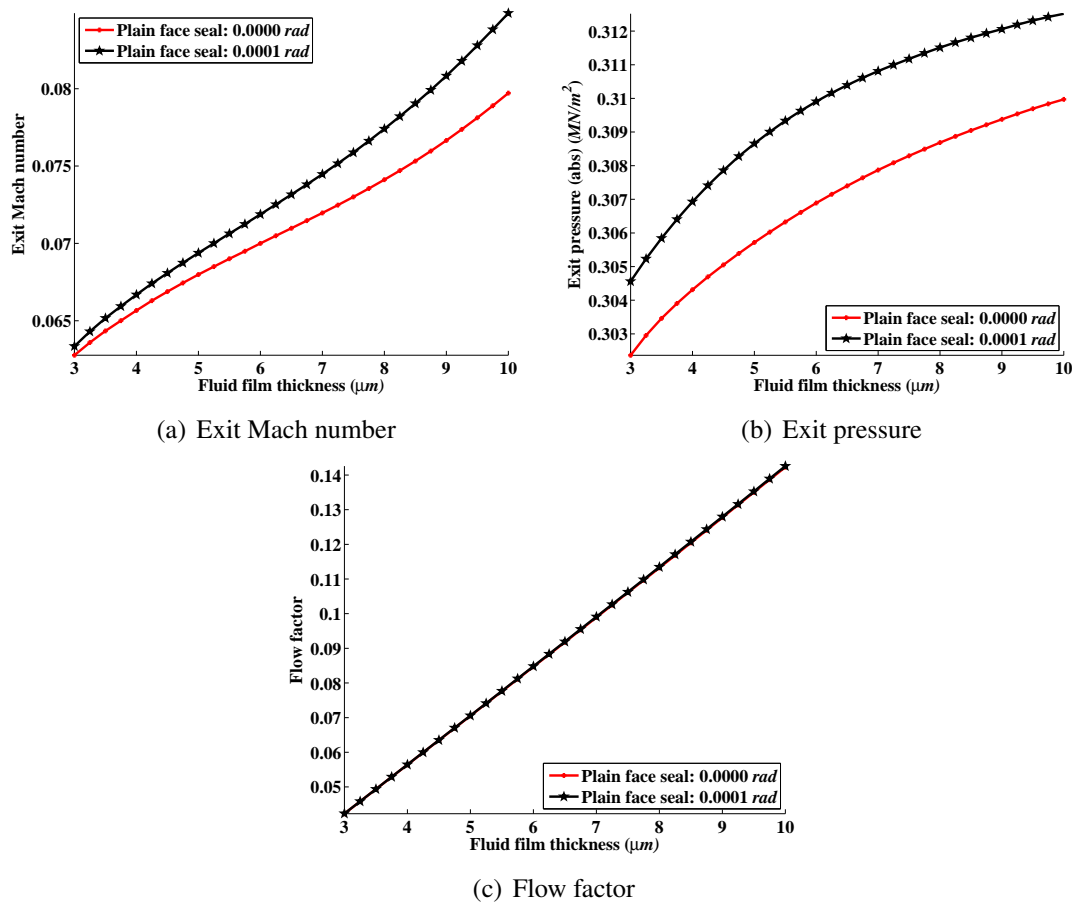 Plain face seal: 0.0000 rad
Plain face seal: 0.0001 rad
Exit Mach number
0.08
0.075
0.07
0.065
3 4 5 6 7 8 9 10
Fluid film thickness (μm)
(a) Exit Mach number
Exit pressure (abs) (MN/m²)
0.312
0.311
0.31
0.309
0.308
0.307
0.306
0.305
0.304
0.303
Plain face seal: 0.0000 rad
Plain face seal: 0.0001 rad
3 4 5 6 7 8 9 10
Fluid film thickness (μm)
(b) Exit pressure
Flow factor
0.14
0.13
0.12
0.11
0.1
0.09
0.08
0.07
0.06
0.05
Plain face seal: 0.0000 rad
Plain face seal: 0.0001 rad
3 4 5 6 7 8 9 10
Fluid film thickness (μm)
(c) Flow factor